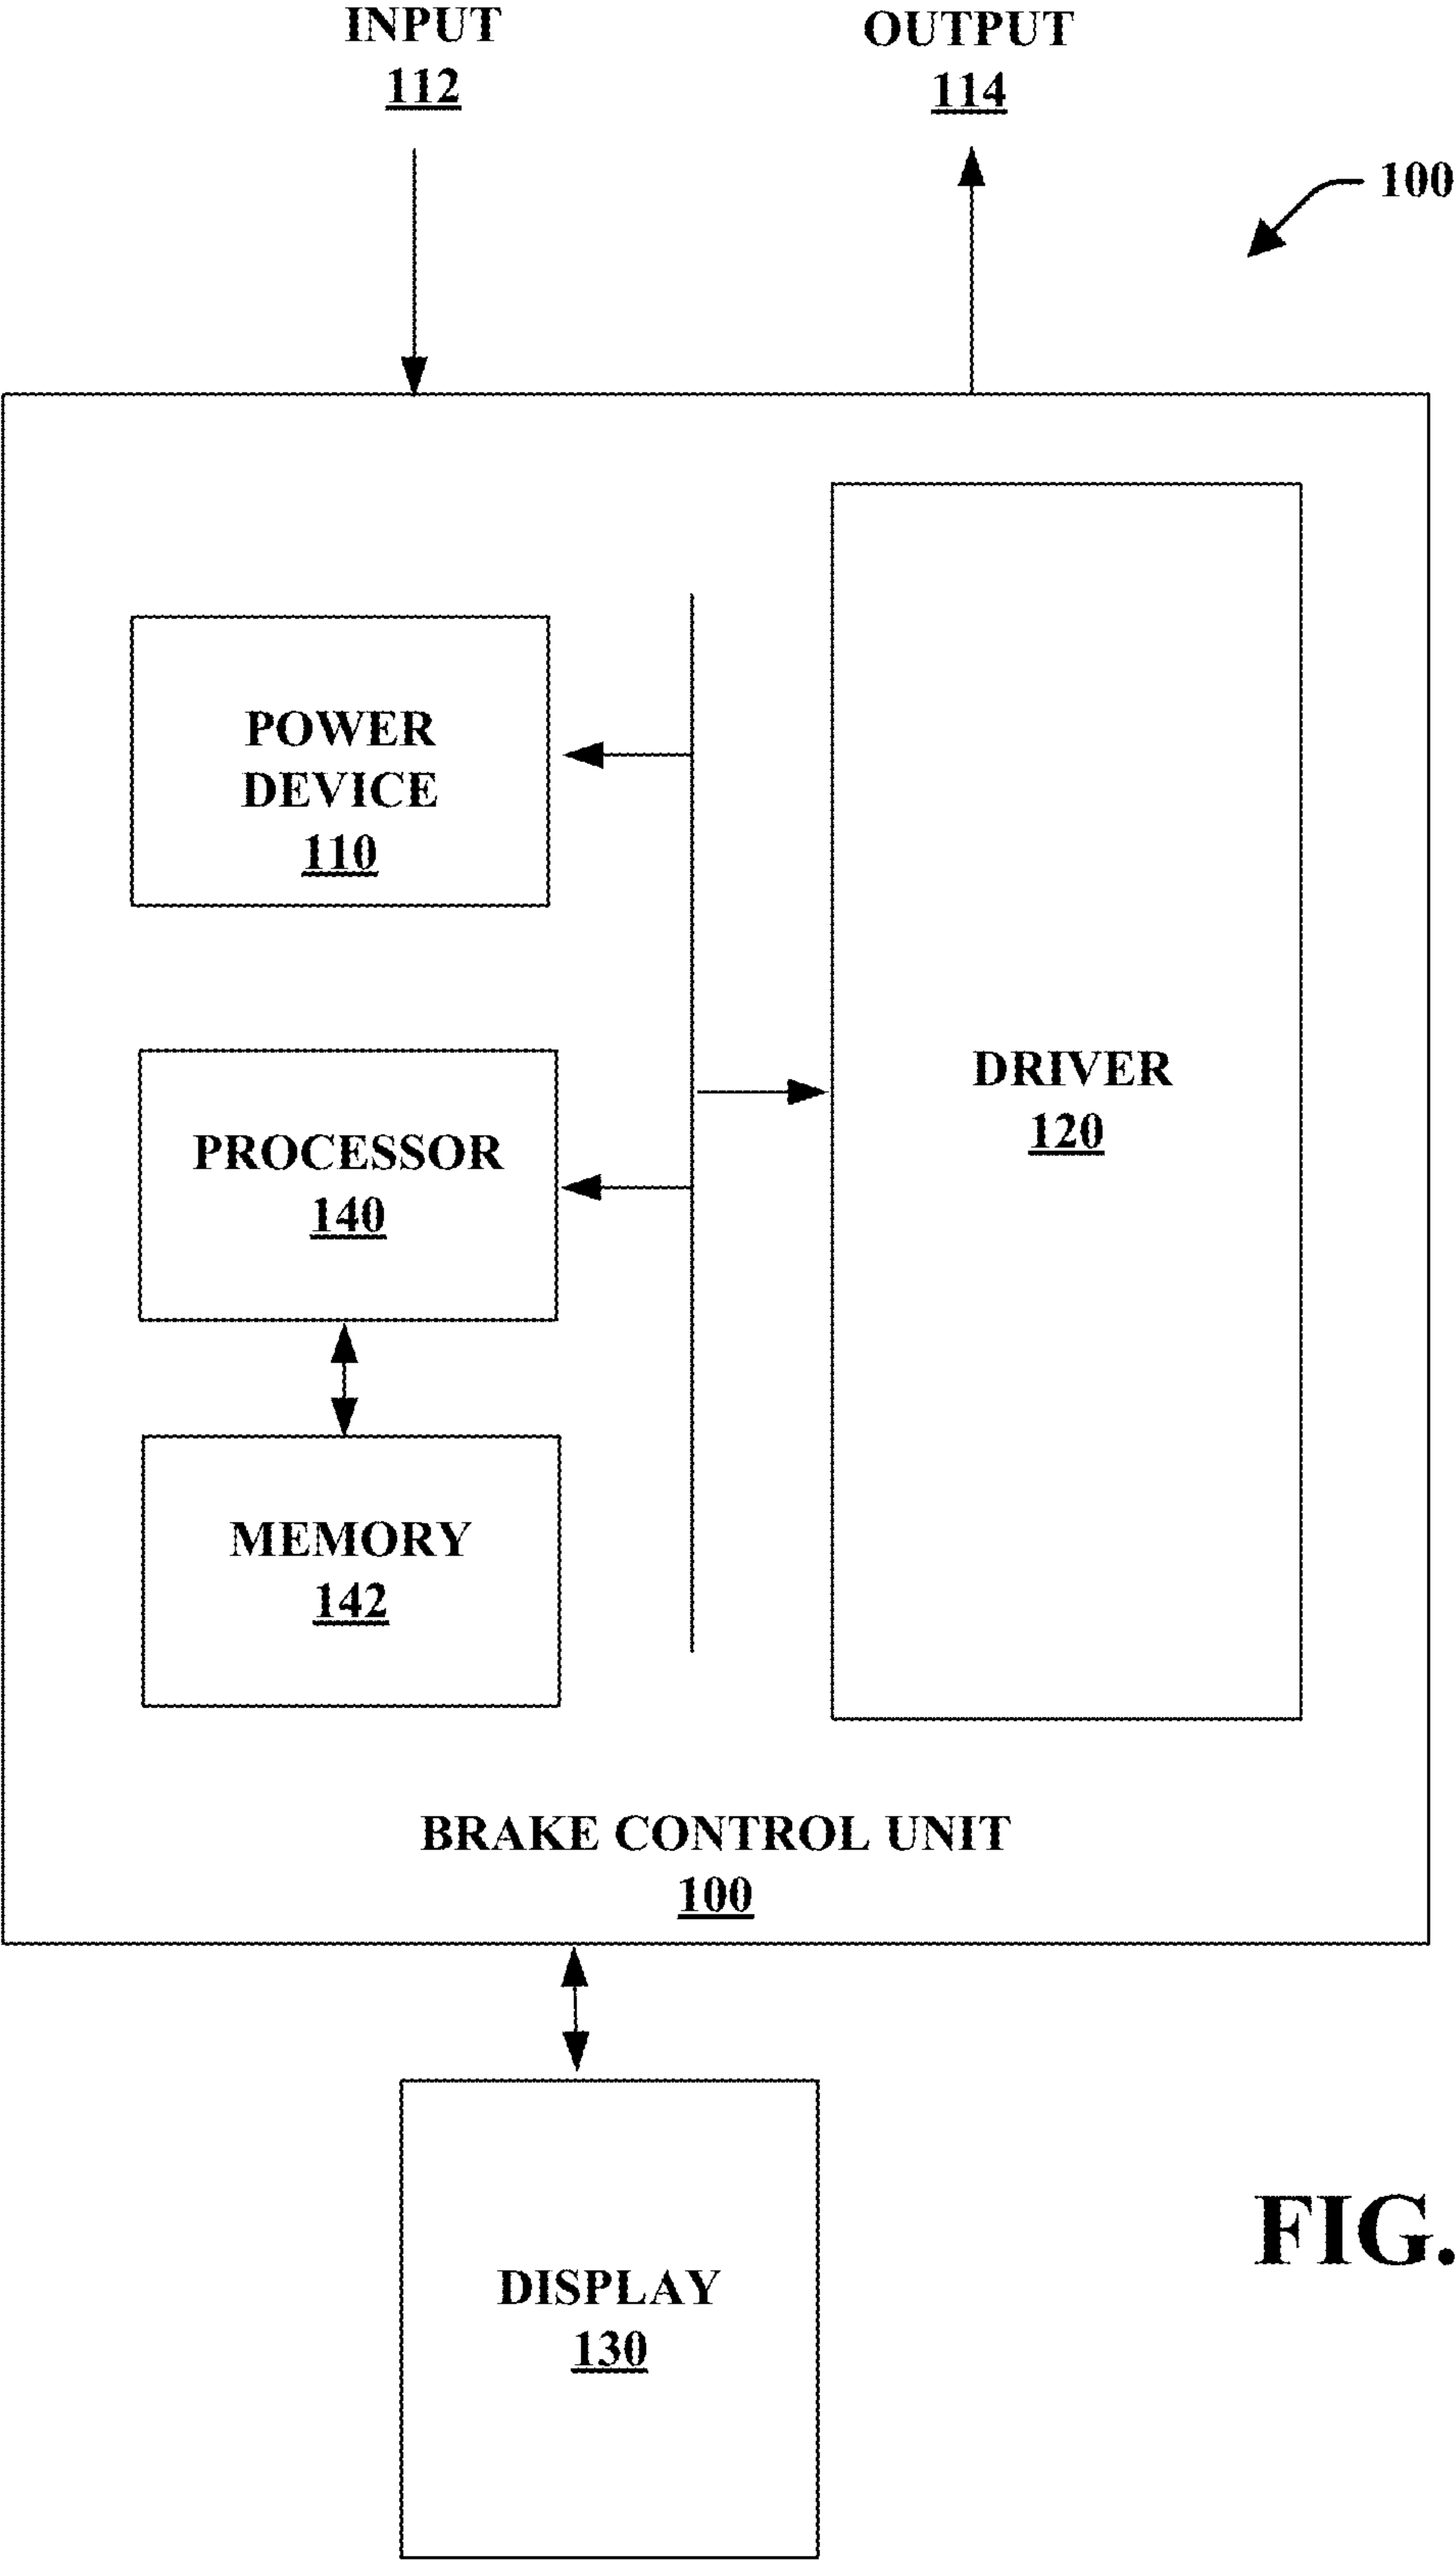 INPUT
112
OUTPUT
114
100
POWER
DEVICE
110
DRIVER
120
PROCESSOR
140
MEMORY
142
BRAKE CONTROL UNIT
100
DISPLAY
130
FIG.